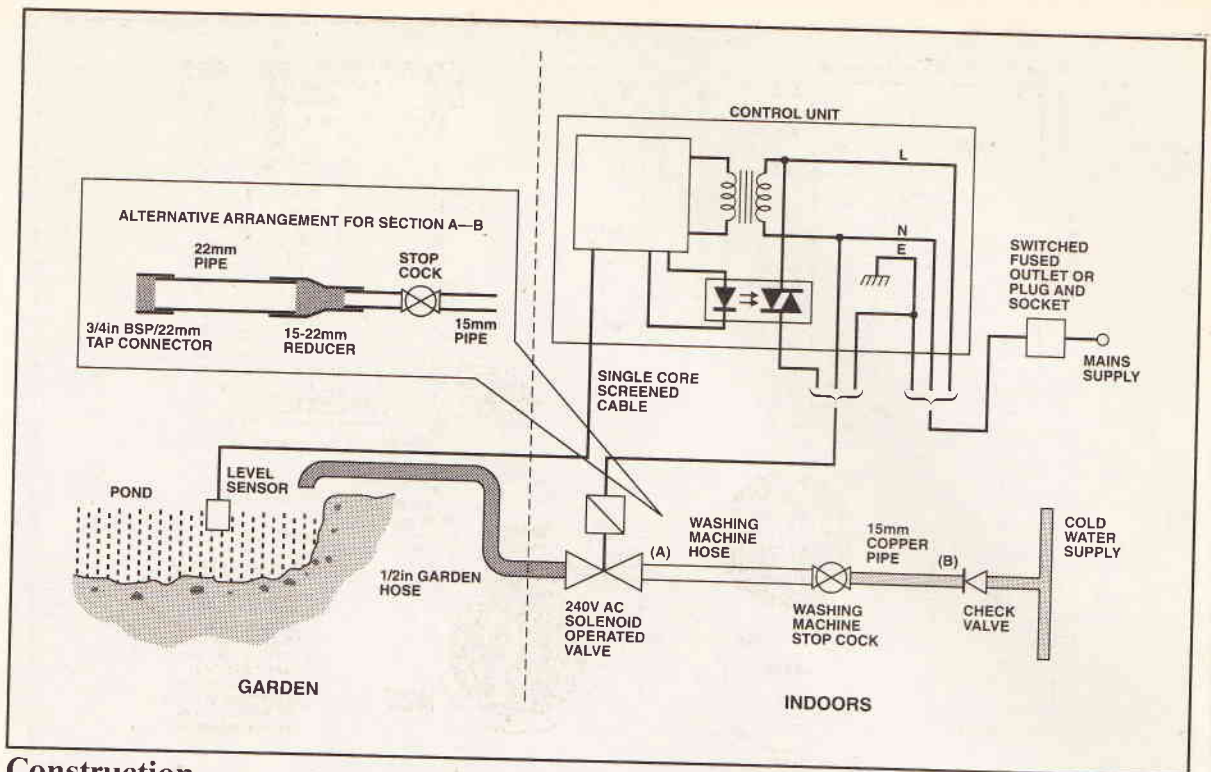 CONTROL UNIT
L
N
E
ALTERNATIVE ARRANGEMENT FOR SECTION A—B
22mm
PIPE
STOP
COCK
3/4in BSP/22mm
TAP CONNECTOR
15-22mm
REDUCER
15mm
PIPE
SWITCHED
FUSED
OUTLET OR
PLUG AND
SOCKET
MAINS
SUPPLY
SINGLE CORE
SCREENED
CABLE
POND
LEVEL
SENSOR
1/2in GARDEN
HOSE
(A)
WASHING
MACHINE
HOSE
15mm
COPPER
PIPE
(B)
COLD
WATER
SUPPLY
240V AC
SOLENOID
OPERATED
VALVE
WASHING
MACHINE
STOP COCK
CHECK
VALVE
GARDEN
INDOORS
Construction